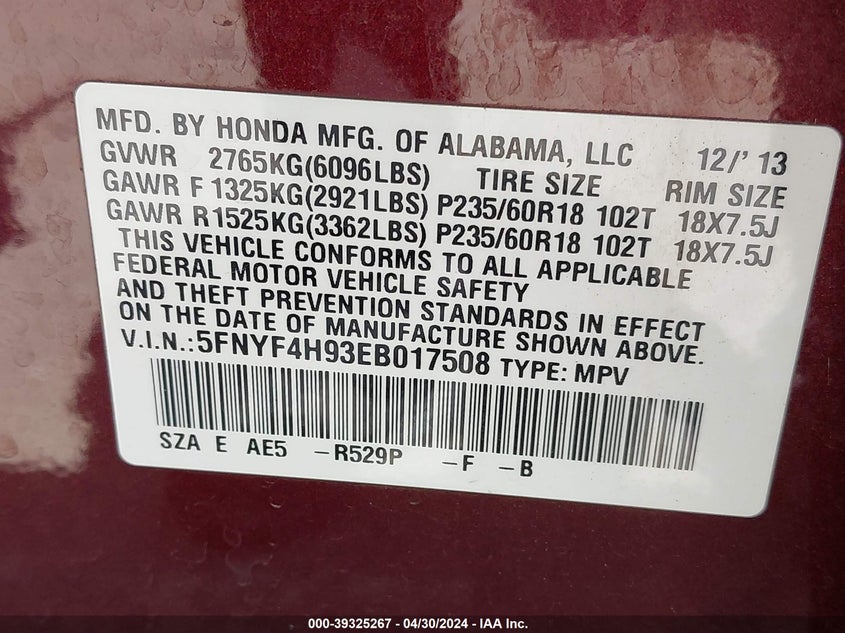 MFD. BY HONDA MFG. OF ALABAMA, LLC 12/' 13
GVWR 2765KG(6096LBS) TIRE SIZE RIM SIZE
GAWR F 1325KG(2921LBS) P235/60R18 102T 18X7.5J
GAWR R1525KG(3362LBS) P235/60R18 102T 18X7.5J
THIS VEHICLE CONFORMS TO ALL APPLICABLE
FEDERAL MOTOR VEHICLE SAFETY
AND THEFT PREVENTION STANDARDS IN EFFECT
ON THE DATE OF MANUFACTURE SHOWN ABOVE.
V.I.N.:5FNYF4H93EB017508 TYPE: MPV
SZA E AE5 –R529P –F –B
000-39325267 - 04/30/2024 - IAA Inc.